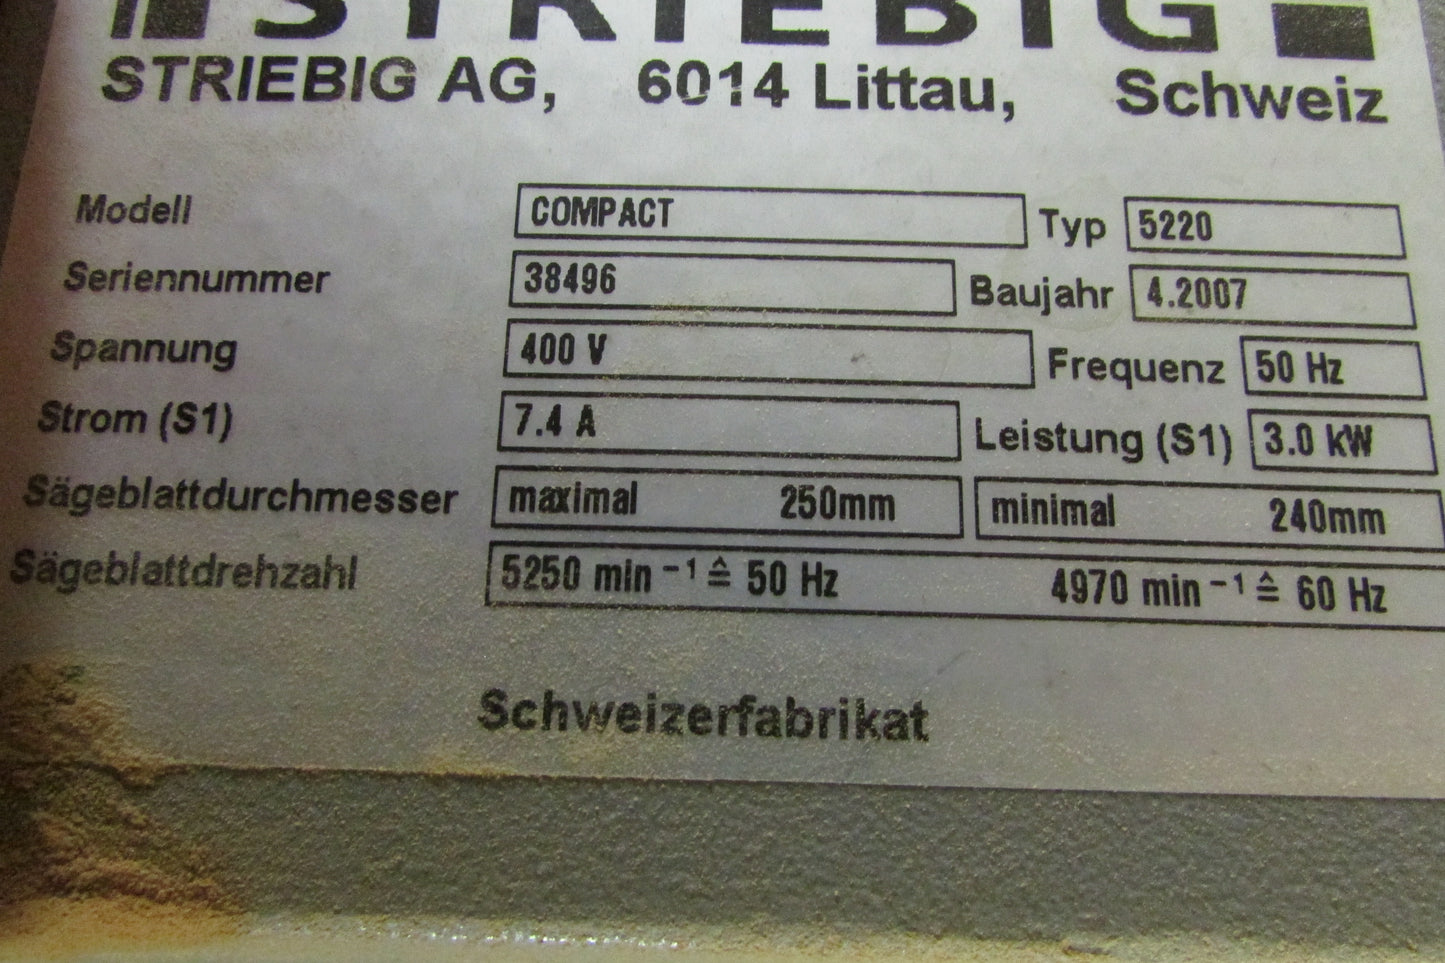 STRIEBIG
STRIEBIG AG, 6014 Littau, Schweiz
Modell COMPACT Typ 5220
Seriennummer 38496 Baujahr 4.2007
Spannung 400 V Frequenz 50 Hz
Strom (S1) 7.4 A Leistung (S1) 3.0 kW
Sägeblattdurchmesser maximal 250mm minimal 240mm
Sägeblattdrehzahl 5250 min⁻¹ ≙ 50 Hz 4970 min⁻¹ ≙ 60 Hz
Schweizerfabrikat